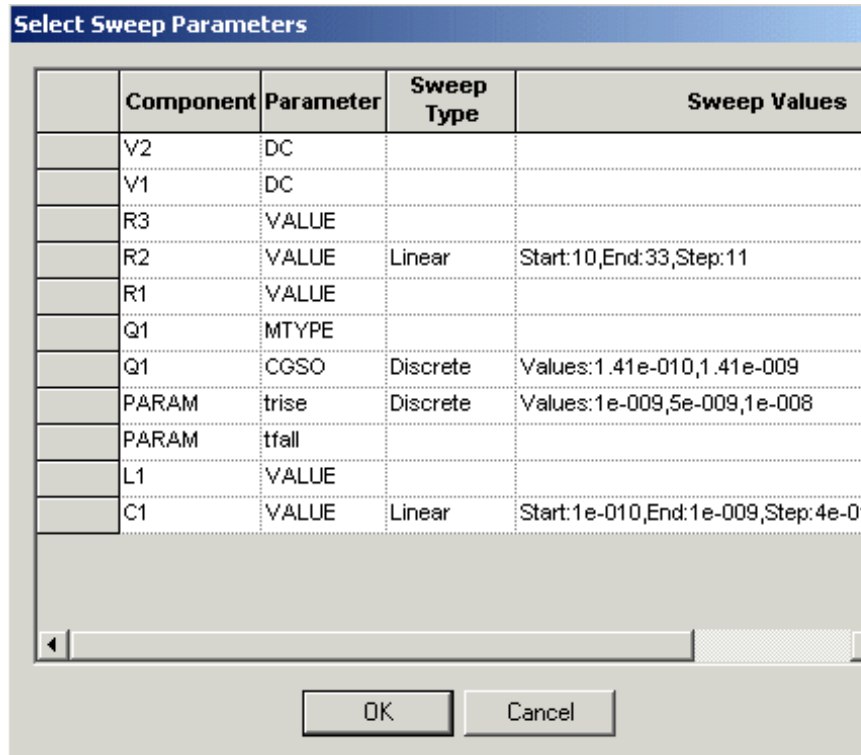 Select Sweep Parameters
Component Parameter Sweep Type Sweep Values
V2 DC
V1 DC
R3 VALUE
R2 VALUE Linear Start:10,End:33,Step:11
R1 VALUE
Q1 MTYPE
Q1 CGSO Discrete Values:1.41e-010,1.41e-009
PARAM trise Discrete Values:1e-009,5e-009,1e-008
PARAM tfall
L1 VALUE
C1 VALUE Linear Start:1e-010,End:1e-009,Step:4e-0
OK Cancel